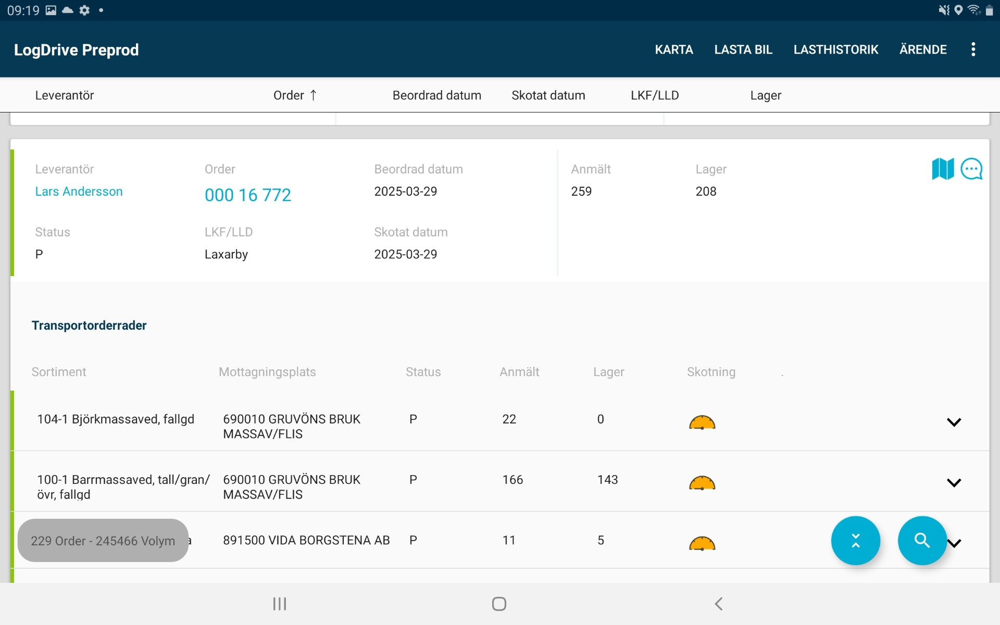 09:19
LogDrive Preprod
KARTA LASTA BIL LASTHISTORIK ÄRENDE
Leverantör Order ↑ Beordrad datum Skotat datum LKF/LLD Lager
Leverantör Order Beordrad datum Anmält Lager
Lars Andersson 000 16 772 2025-03-29 259 208
Status LKF/LLD Skotat datum
P Laxarby 2025-03-29
Transportorderrader
Sortiment Mottagningsplats Status Anmält Lager Skotning .
104-1 Björkmassaved, fallgd 690010 GRUVÖNS BRUK P 22 0
MASSAV/FLIS
100-1 Barrmassaved, tall/gran/ 690010 GRUVÖNS BRUK P 166 143
övr, fallgd MASSAV/FLIS
229 Order - 245466 Volym 891500 VIDA BORGSTENA AB P 11 5